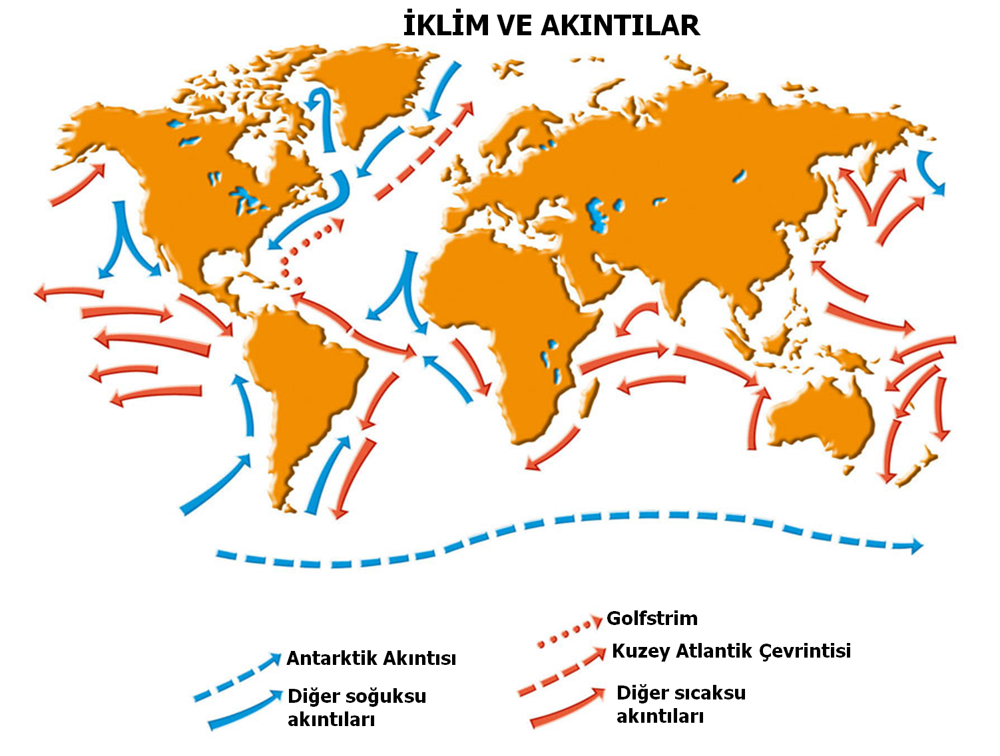 İKLİM VE AKINTILAR
Golfstrim
Kuzey Atlantik Çevrintisi
Antarktik Akıntısı
Diğer sıcaksu
akıntıları
Diğer soğuksu
akıntıları